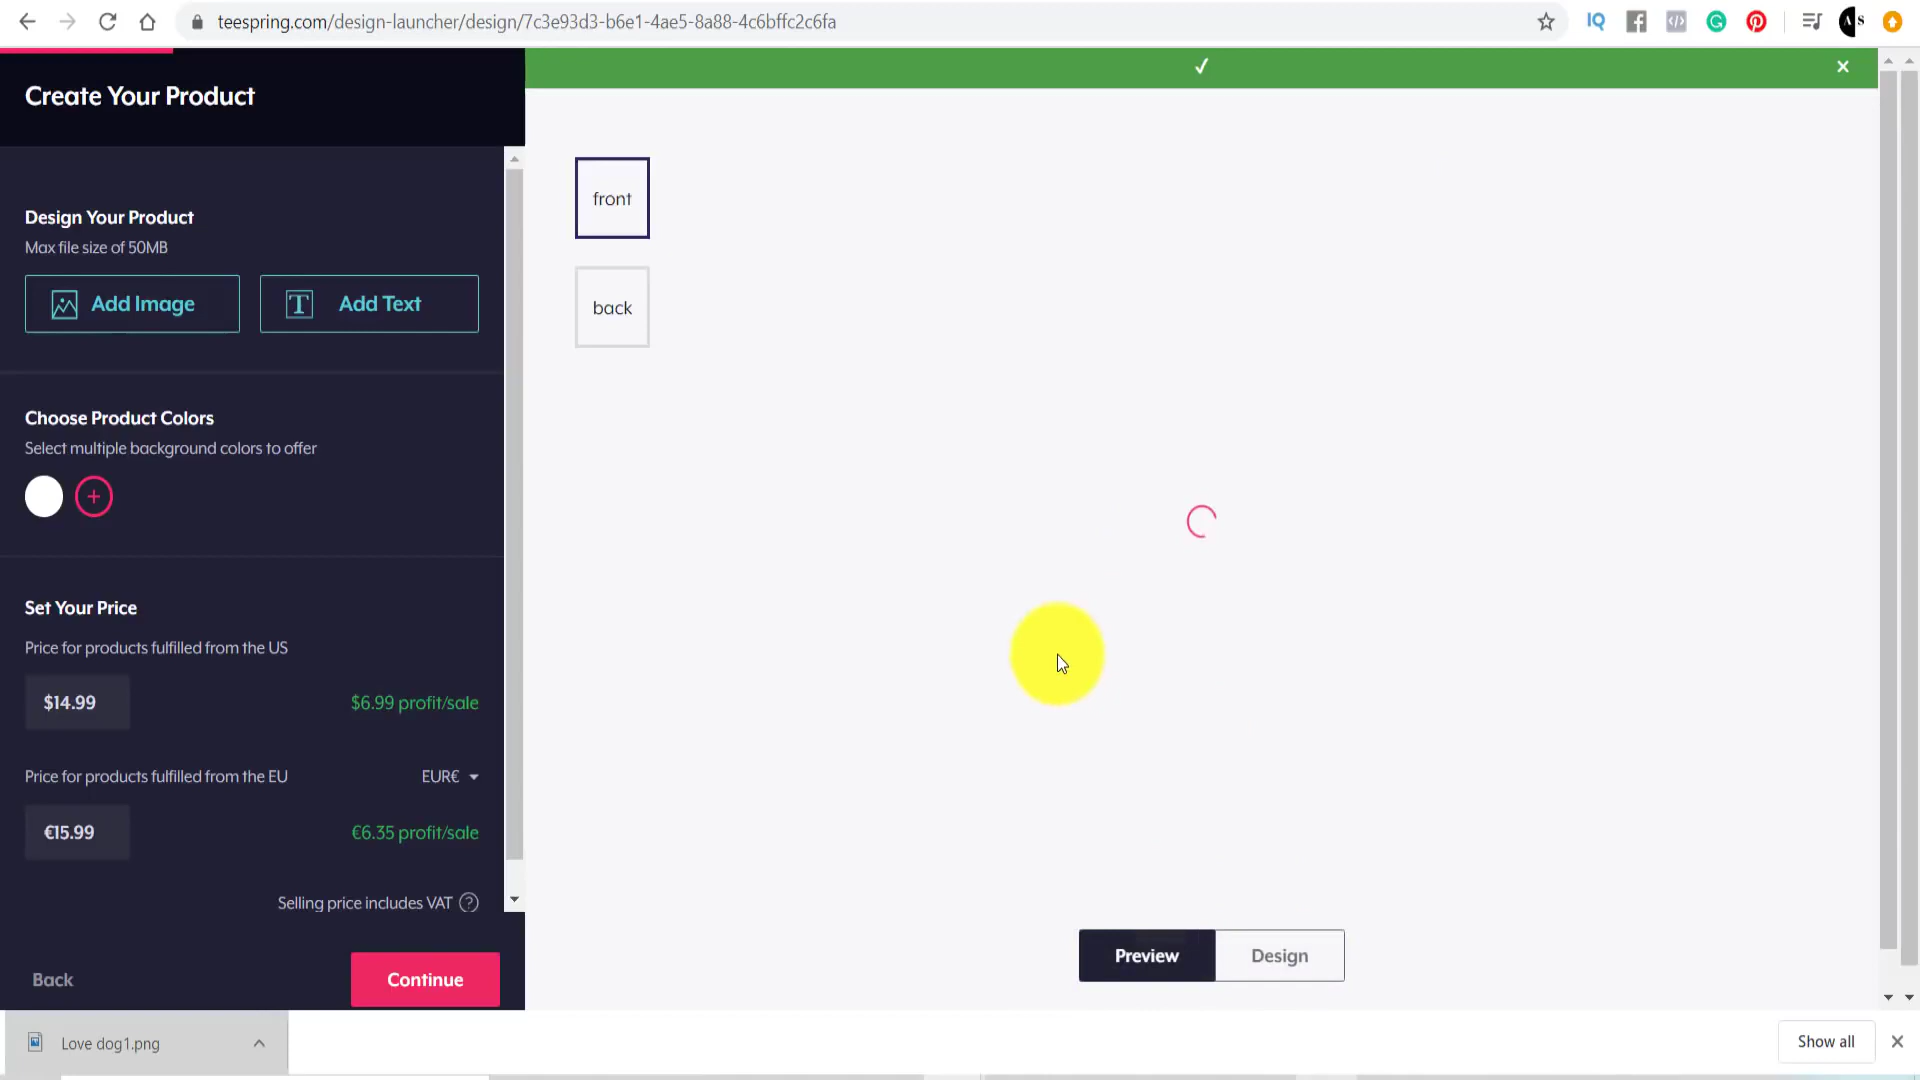 teespring.com/design-launcher/design/7c3e93d3-b6e1-4ae5-8a88-4c6bffc2c6fa
IQ
Create Your Product
Design Your Product
Max file size of 50MB
Add Image
T Add Text
front
back
Choose Product Colors
Select multiple background colors to offer
+
Set Your Price
Price for products fulfilled from the US
$14.99 $6.99 profit/sale
Price for products fulfilled from the EU EUR€
€15.99 €6.35 profit/sale
Selling price includes VAT ?
Preview Design
Back Continue
Love dog1.png
Show all